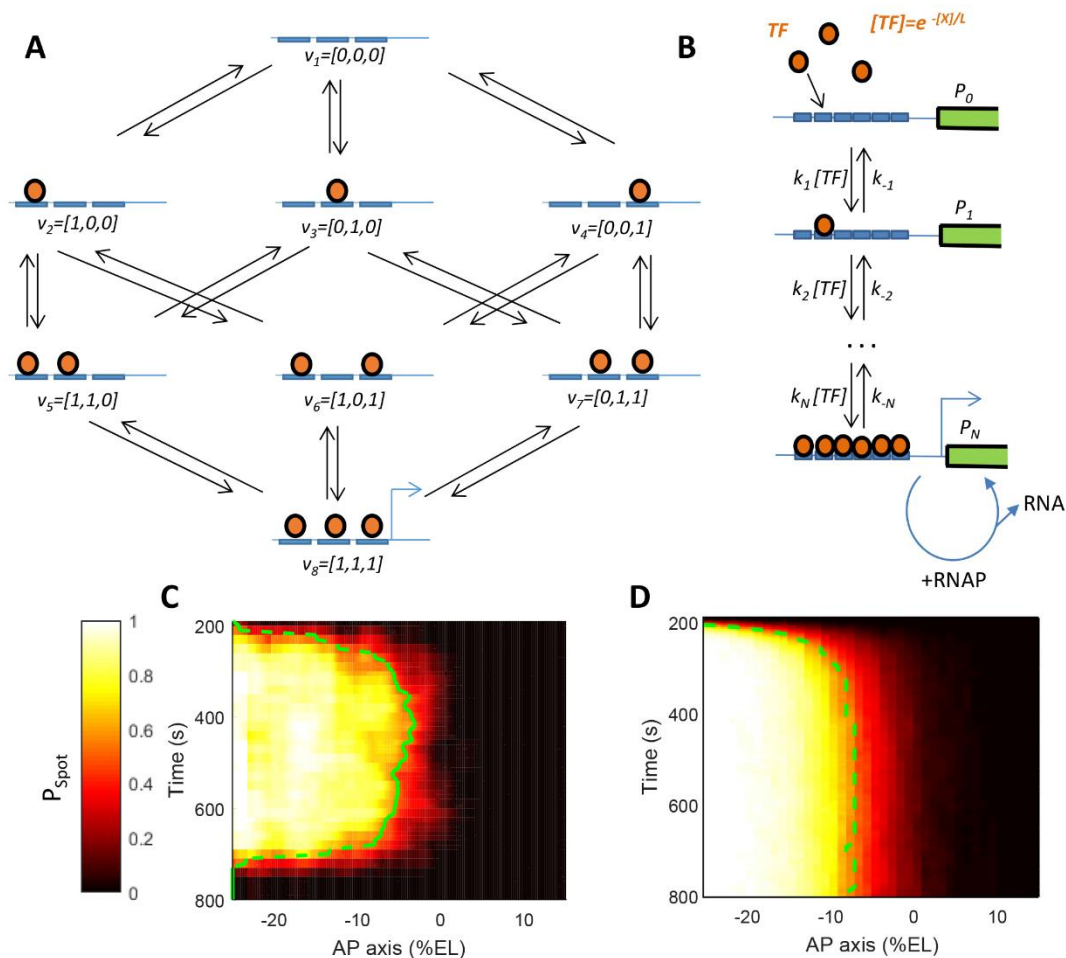 A
v1=[0,0,0]
v2=[1,0,0]
v3=[0,1,0]
v4=[0,0,1]
v5=[1,1,0]
v6=[1,0,1]
v7=[0,1,1]
v8=[1,1,1]
B
TF
[TF]=e -[X]/L
P0
k1 [TF]
k-1
P1
k2 [TF]
k-2
...
kN [TF]
k-N
PN
RNA
+RNAP
PSpot
1
0.8
0.6
0.4
0.2
0
C
Time (s)
200
400
600
800
-20
-10
0
10
AP axis (%EL)
D
Time (s)
200
400
600
800
-20
-10
0
10
AP axis (%EL)